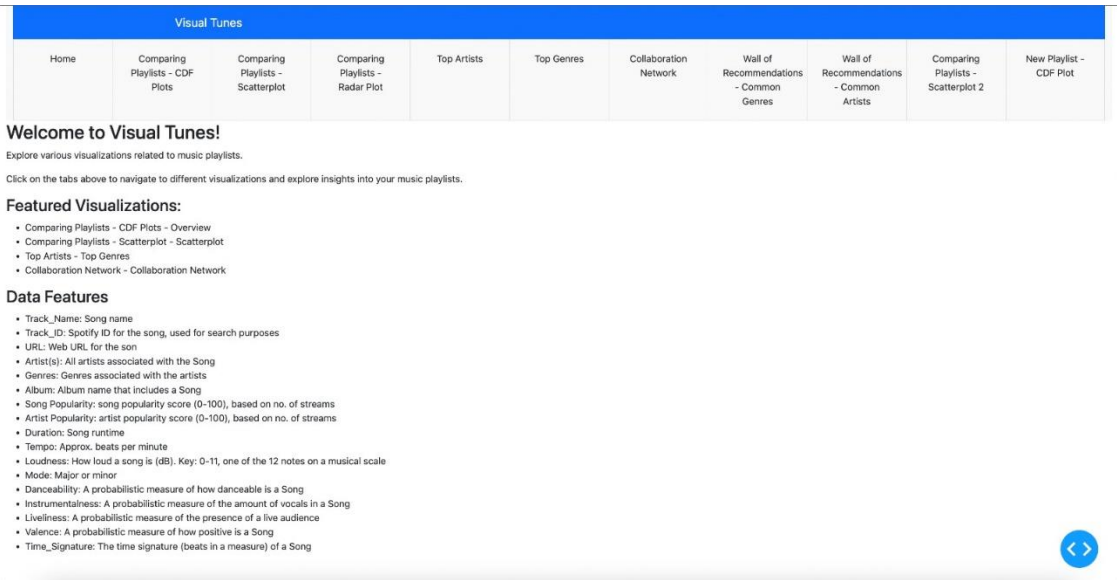 Visual Tunes
Home
Comparing
Playlists - CDF
Plots
Comparing
Playlists -
Scatterplot
Comparing
Playlists -
Radar Plot
Top Artists
Top Genres
Collaboration
Network
Wall of
Recommendations
- Common
Genres
Wall of
Recommendations
- Common
Artists
Comparing
Playlists -
Scatterplot 2
New Playlist -
CDF Plot
Welcome to Visual Tunes!
Explore various visualizations related to music playlists.
Click on the tabs above to navigate to different visualizations and explore insights into your music playlists.
Featured Visualizations:
• Comparing Playlists - CDF Plots - Overview
• Comparing Playlists - Scatterplot - Scatterplot
• Top Artists - Top Genres
• Collaboration Network - Collaboration Network
Data Features
• Track_Name: Song name
• Track_ID: Spotify ID for the song, used for search purposes
• URL: Web URL for the son
• Artist(s): All artists associated with the Song
• Genres: Genres associated with the artists
• Album: Album name that includes a Song
• Song Popularity: song popularity score (0-100), based on no. of streams
• Artist Popularity: artist popularity score (0-100), based on no. of streams
• Duration: Song runtime
• Tempo: Approx. beats per minute
• Loudness: How loud a song is (dB). Key: 0-11, one of the 12 notes on a musical scale
• Mode: Major or minor
• Danceability: A probabilistic measure of how danceable is a Song
• Instrumentalness: A probabilistic measure of the amount of vocals in a Song
• Liveliness: A probabilistic measure of the presence of a live audience
• Valence: A probabilistic measure of how positive is a Song
• Time_Signature: The time signature (beats in a measure) of a Song